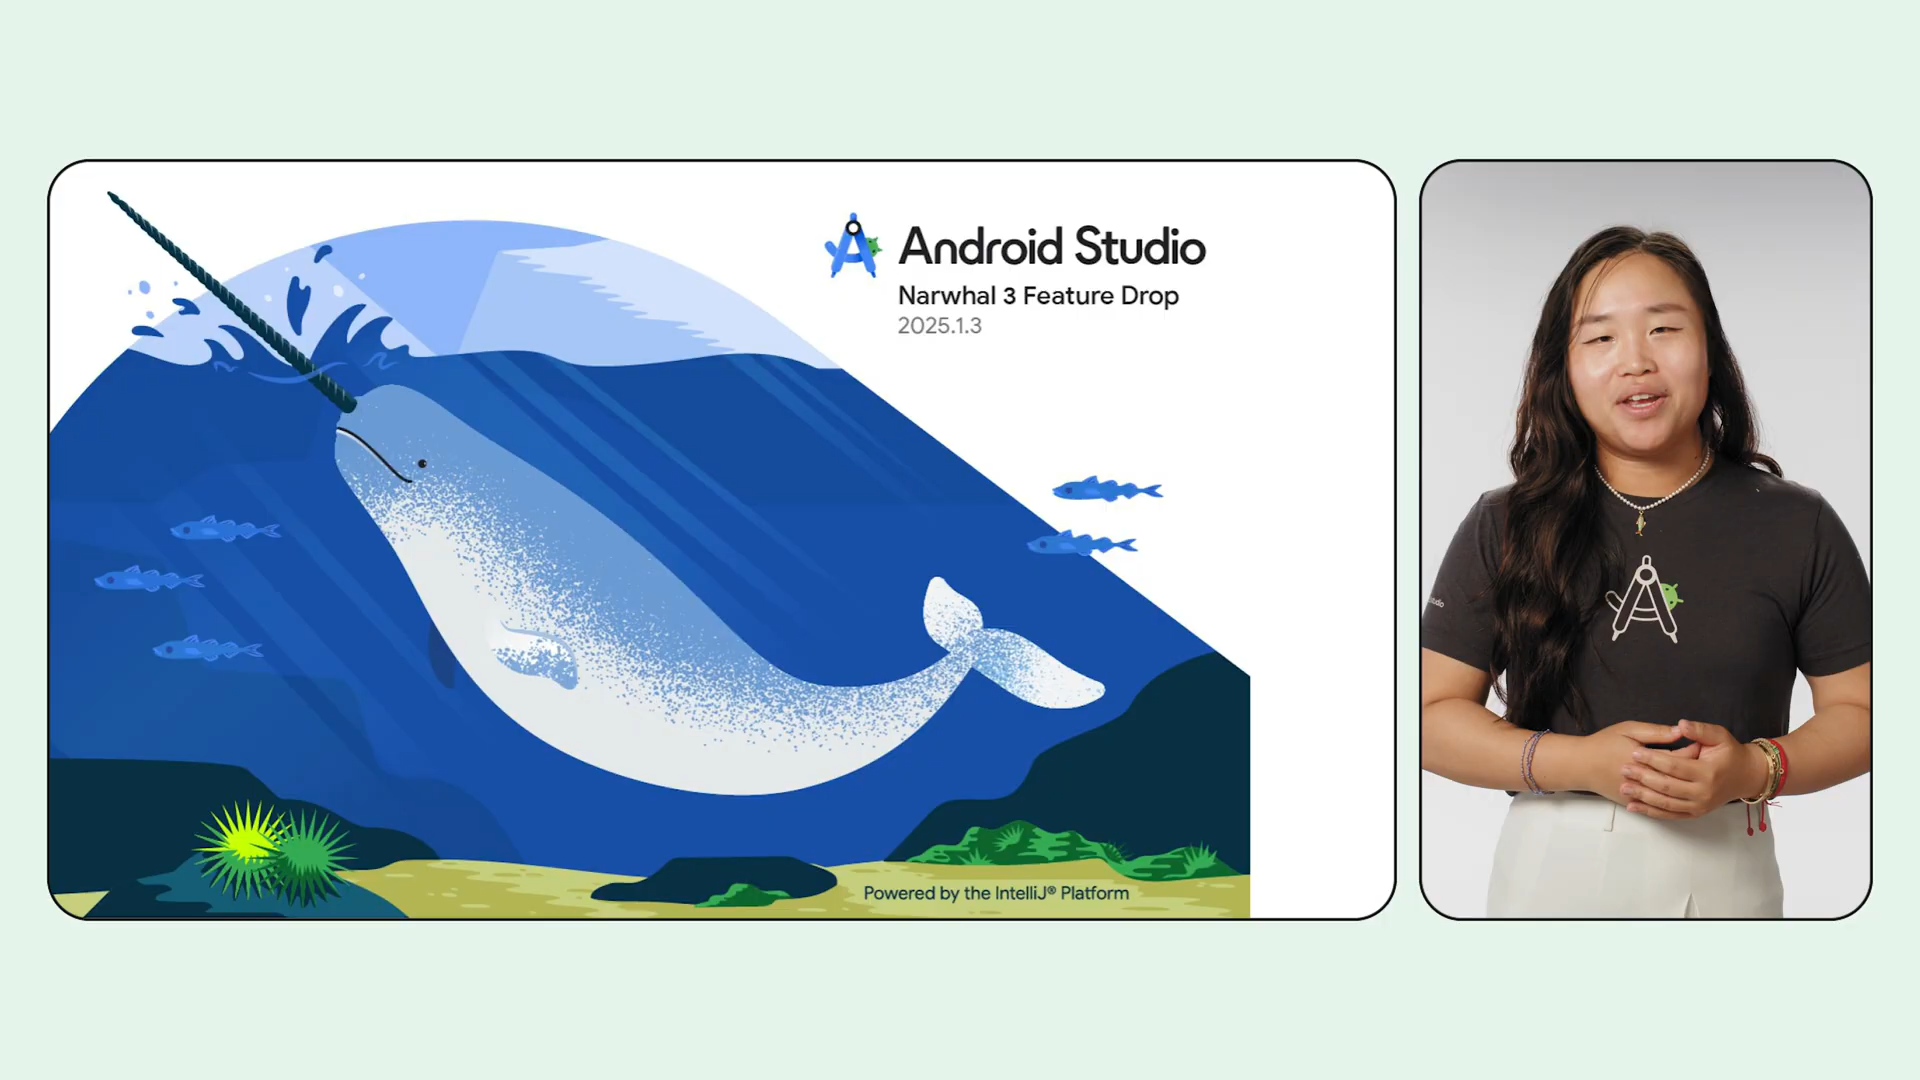 Android Studio
Narwhal 3 Feature Drop
2025.1.3
Powered by the IntelliJ® Platform